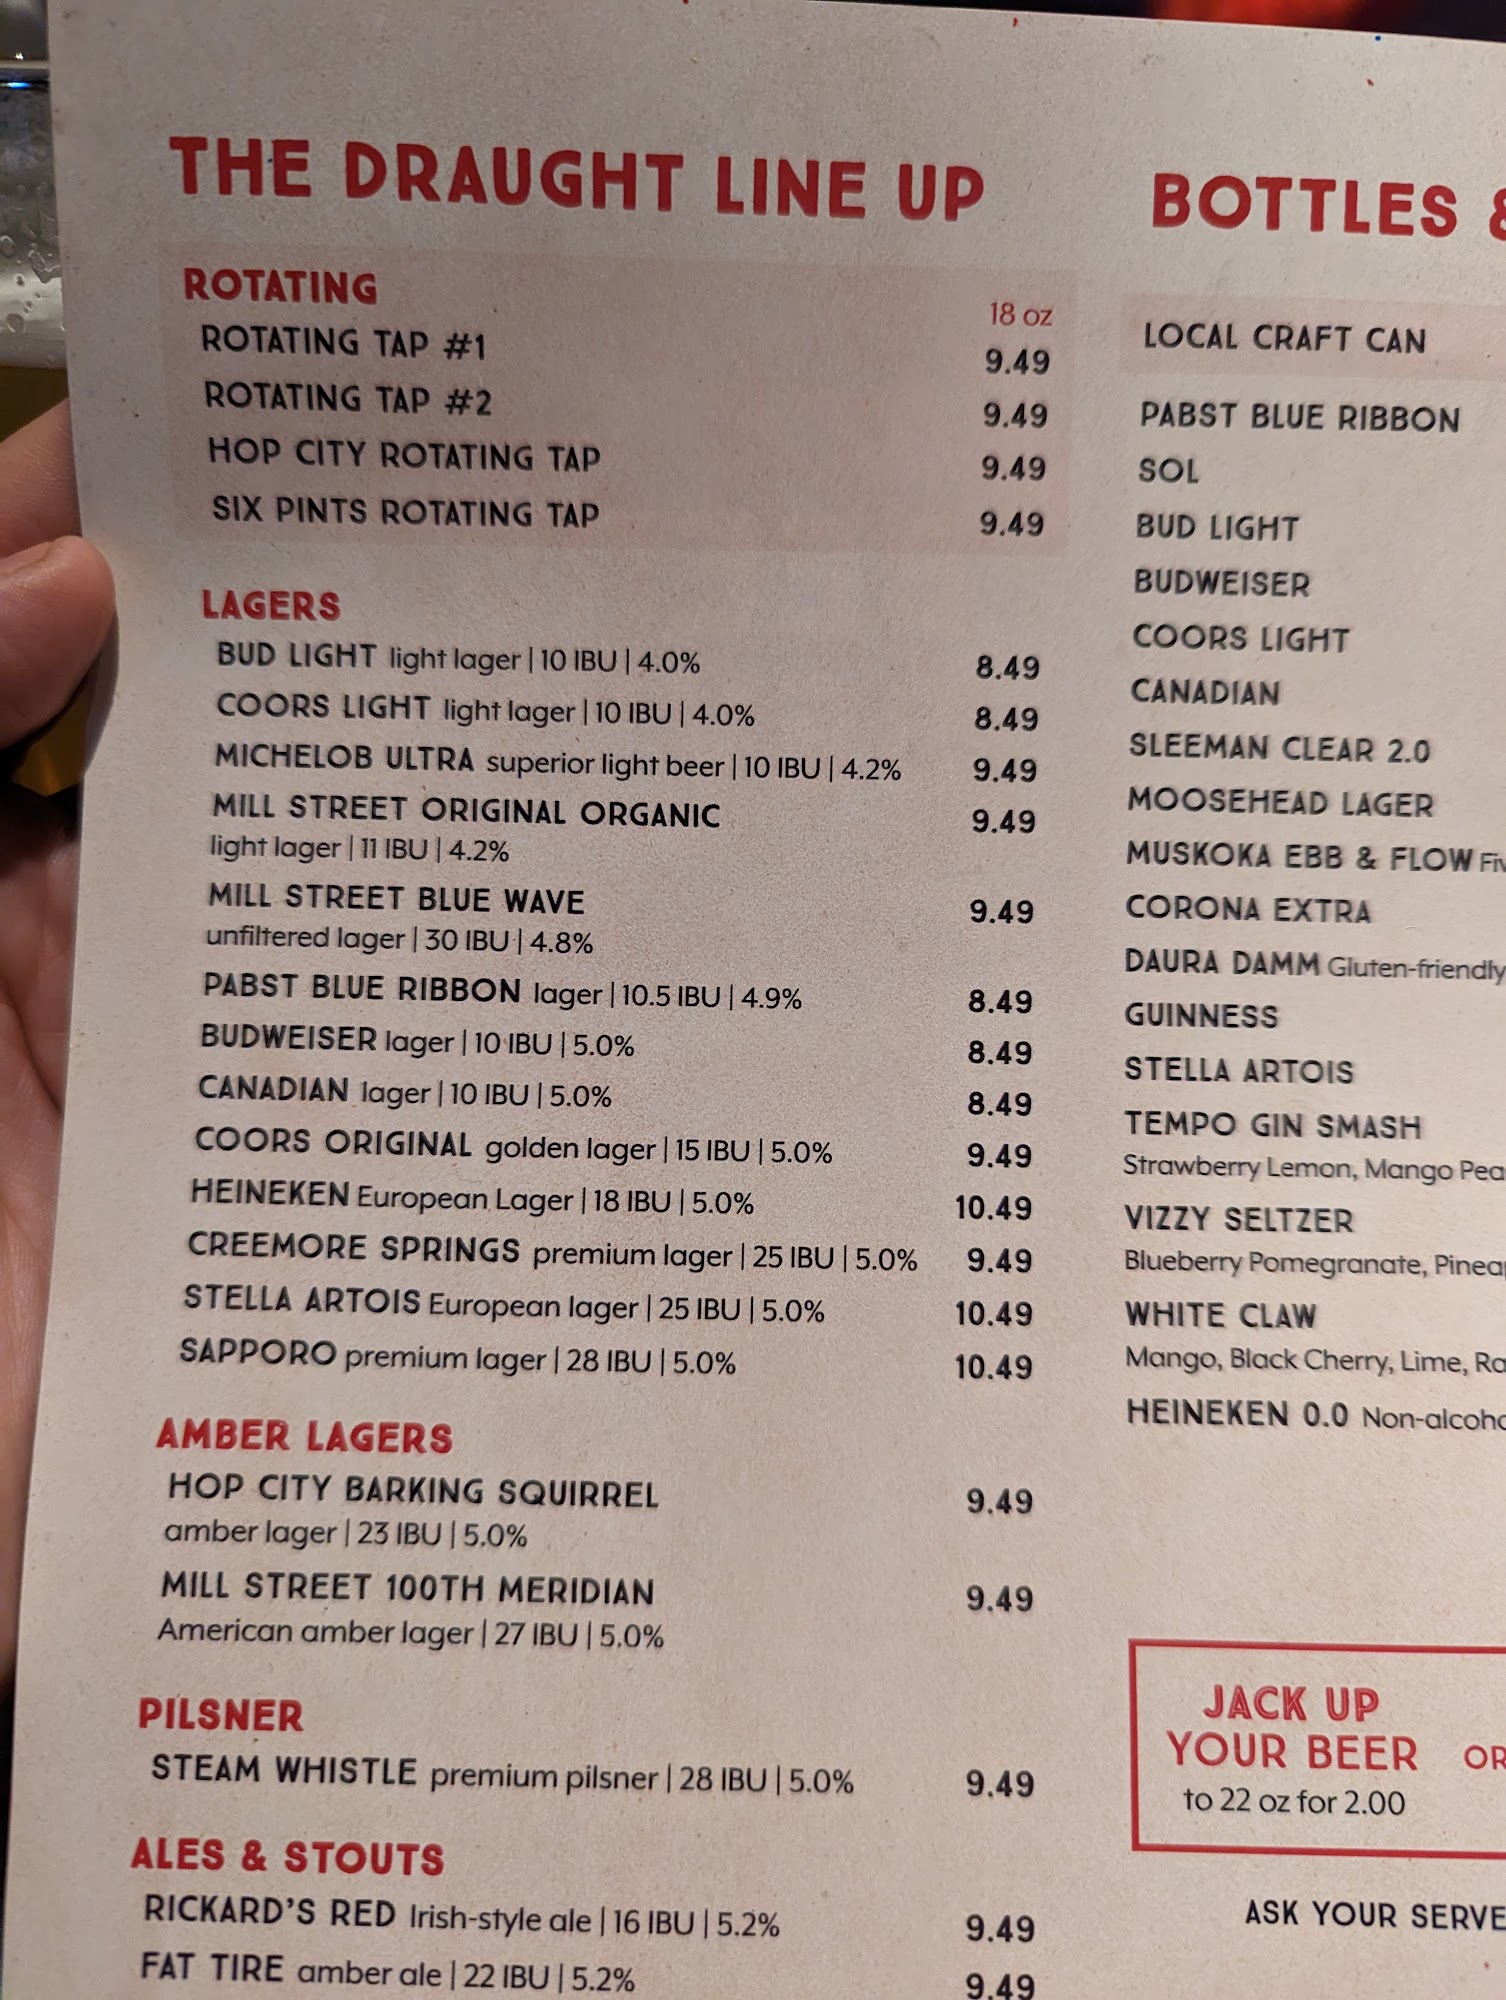 THE DRAUGHT LINE UP
ROTATING
18 oz
ROTATING TAP #1 9.49
ROTATING TAP #2 9.49
HOP CITY ROTATING TAP 9.49
SIX PINTS ROTATING TAP 9.49
LAGERS
BUD LIGHT light lager | 10 IBU | 4.0% 8.49
COORS LIGHT light lager | 10 IBU | 4.0% 8.49
MICHELOB ULTRA superior light beer | 10 IBU | 4.2% 9.49
MILL STREET ORIGINAL ORGANIC 9.49
light lager | 11 IBU | 4.2%
MILL STREET BLUE WAVE 9.49
unfiltered lager | 30 IBU | 4.8%
PABST BLUE RIBBON lager | 10.5 IBU | 4.9% 8.49
BUDWEISER lager | 10 IBU | 5.0% 8.49
CANADIAN lager | 10 IBU | 5.0% 8.49
COORS ORIGINAL golden lager | 15 IBU | 5.0% 9.49
HEINEKEN European Lager | 18 IBU | 5.0% 10.49
CREEMORE SPRINGS premium lager | 25 IBU | 5.0% 9.49
STELLA ARTOIS European lager | 25 IBU | 5.0% 10.49
SAPPORO premium lager | 28 IBU | 5.0% 10.49
AMBER LAGERS
HOP CITY BARKING SQUIRREL 9.49
amber lager | 23 IBU | 5.0%
MILL STREET 100TH MERIDIAN 9.49
American amber lager | 27 IBU | 5.0%
PILSNER
STEAM WHISTLE premium pilsner | 28 IBU | 5.0% 9.49
ALES & STOUTS
RICKARD'S RED Irish-style ale | 16 IBU | 5.2% 9.49
FAT TIRE amber ale | 22 IBU | 5.2% 9.49
BOTTLES &
LOCAL CRAFT CAN
PABST BLUE RIBBON
SOL
BUD LIGHT
BUDWEISER
COORS LIGHT
CANADIAN
SLEEMAN CLEAR 2.0
MOOSEHEAD LAGER
MUSKOKA EBB & FLOW
CORONA EXTRA
DAURA DAMM Gluten-friendly
GUINNESS
STELLA ARTOIS
TEMPO GIN SMASH
Strawberry Lemon, Mango
VIZZY SELTZER
Blueberry Pomegranate,
WHITE CLAW
Mango, Black Cherry, Lime,
HEINEKEN 0.0
JACK UP
YOUR BEER OR
to 22 oz for 2.00
ASK YOUR